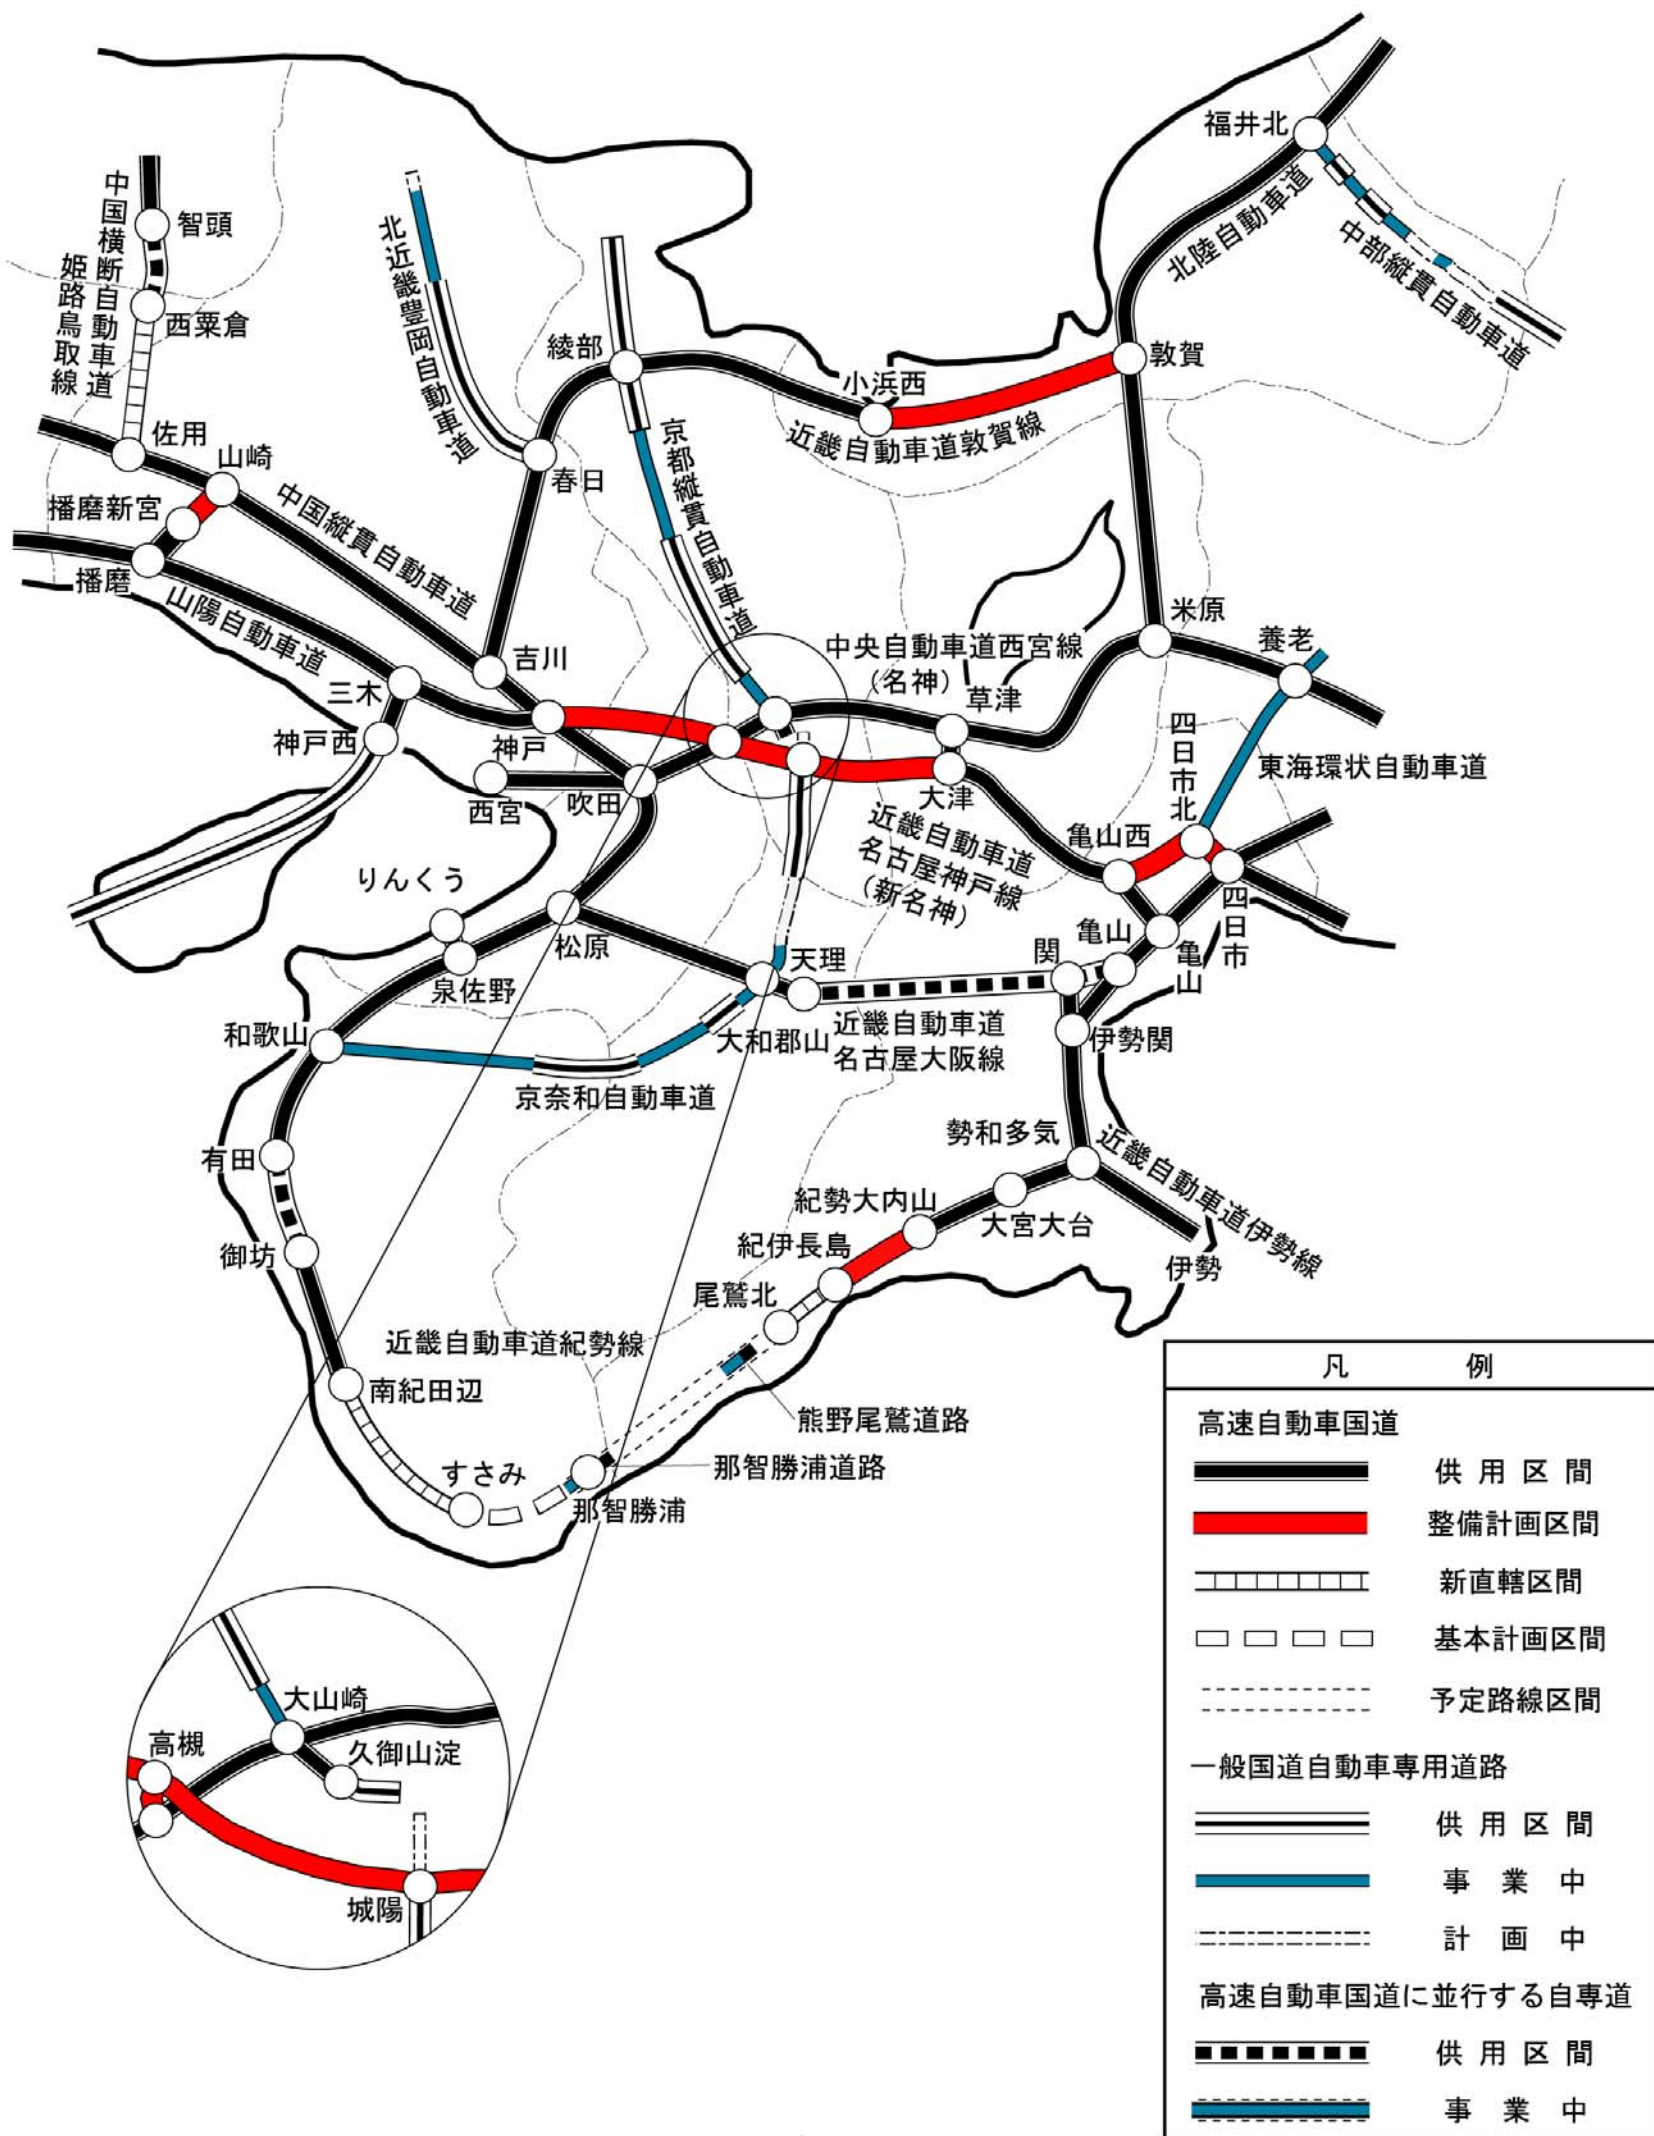 福井北
北陸自動車道
中部縦貫自動車道
中国横断自動車道
姫路鳥取線
智頭
西粟倉
北近畿豊岡自動車道
綾部
京都縦貫自動車道
小浜西
敦賀
近畿自動車道敦賀線
佐用
山崎
春日
播磨新宮
中国縦貫自動車道
播磨
山陽自動車道
吉川
三木
神戸西
神戸
西宮
吹田
中央自動車道西宮線
(名神)
草津
米原
養老
四日市北
東海環状自動車道
大津
近畿自動車道
名古屋神戸線
(新名神)
亀山西
りんくう
松原
泉佐野
天理
関
亀山
亀山
四日市
和歌山
大和郡山
近畿自動車道
名古屋大阪線
伊勢関
京奈和自動車道
有田
勢和多気
近畿自動車道伊勢線
紀勢大内山
大宮大台
御坊
紀伊長島
伊勢
尾鷲北
近畿自動車道紀勢線
南紀田辺
熊野尾鷲道路
すさみ
那智勝浦道路
那智勝浦
大山崎
高槻
久御山淀
城陽
凡 例
高速自動車国道
供用区間
整備計画区間
新直轄区間
基本計画区間
予定路線区間
一般国道自動車専用道路
供用区間
事業中
計画中
高速自動車国道に並行する自専道
供用区間
事業中